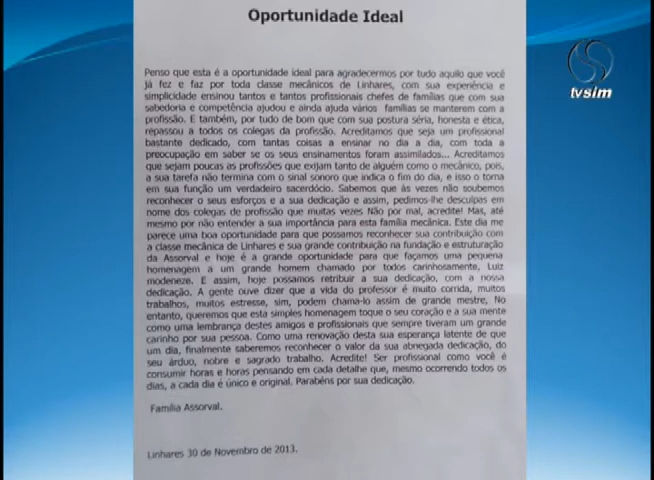 Oportunidade Ideal
Penso que esta é a oportunidade ideal para agradecermos por tudo aquilo que você
já fez e faz por toda classe mecânicos de Linhares, com sua experiência e
simplicidade ensinou tantos e tantos profissionais chefes de famílias que com sua
sabedoria e competência ajudou e ainda ajuda vários famílias se manterem com a
profissão. E também, por tudo de bom que com sua postura séria, honesta e ética,
repassou a todos os colegas da profissão. Acreditamos que seja um profissional
bastante dedicado, com tantas coisas a ensinar no dia a dia, com toda a
preocupação em saber se os seus ensinamentos foram assimilados... Acreditamos
que sejam poucas as profissões que exijam tanto de alguém como o mecânico, pois,
a sua tarefa não termina com o sinal sonoro que indica o fim do dia, e isso o torna
em sua função um verdadeiro sacerdócio. Sabemos que às vezes não soubemos
reconhecer o seus esforços e a sua dedicação e assim, pedimos-lhe desculpas em
nome dos colegas de profissão que muitas vezes Não por mal, acredite! Mas, até
mesmo por não entender a sua importância para esta família mecânica. Este dia me
parece uma boa oportunidade para que possamos reconhecer sua contribuição com
a classe mecânica de Linhares e sua grande contribuição na fundação e estruturação
da Assorval e hoje é a grande oportunidade para que façamos uma pequena
homenagem a um grande homem chamado por todos carinhosamente, Luiz
modeneze. E assim, hoje possamos retribuir a sua dedicação, com a nossa
dedicação. A gente ouve dizer que a vida do professor é muito corrida, muitos
trabalhos, muitos estresse, sim, podem chama-lo assim de grande mestre, No
entanto, queremos que esta simples homenagem toque o seu coração e a sua mente
como uma lembrança destes amigos e profissionais que sempre tiveram um grande
carinho por sua pessoa. Como uma renovação desta sua esperança latente de que
um dia, finalmente saberemos reconhecer o valor da sua abnegada dedicação, do
seu árduo, nobre e sagrado trabalho. Acredite! Ser profissional como você é
consumir horas e horas pensando em cada detalhe que, mesmo ocorrendo todos os
dias, a cada dia é único e original. Parabéns por sua dedicação.
Família Assorval.
Linhares 30 de Novembro de 2013.
tvsim